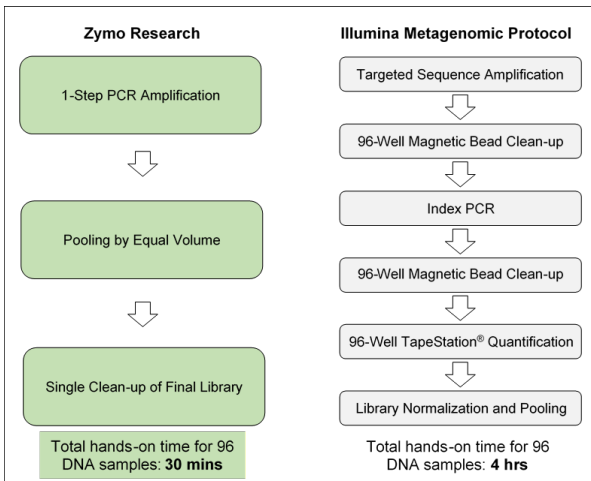 Zymo Research
1-Step PCR Amplification
Pooling by Equal Volume
Single Clean-up of Final Library
Total hands-on time for 96
DNA samples: 30 mins
Illumina Metagenomic Protocol
Targeted Sequence Amplification
96-Well Magnetic Bead Clean-up
Index PCR
96-Well Magnetic Bead Clean-up
96-Well TapeStation® Quantification
Library Normalization and Pooling
Total hands-on time for 96
DNA samples: 4 hrs